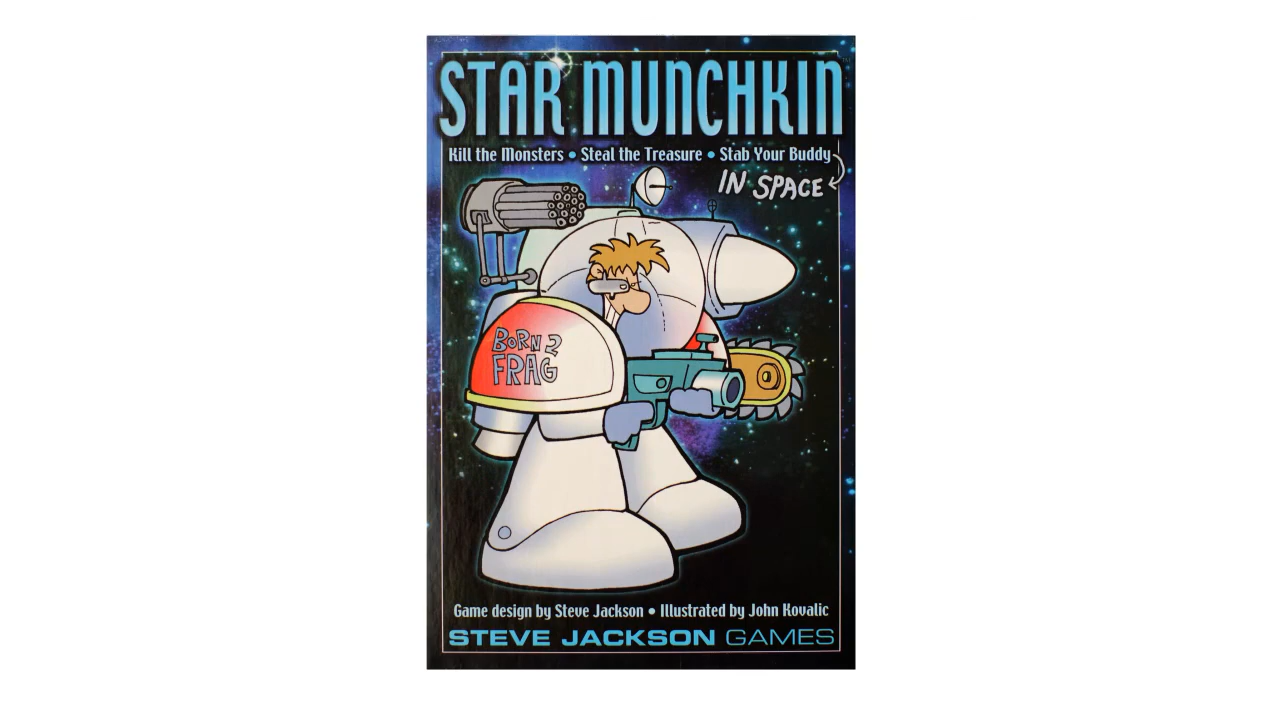 STAR MUNCHKIN
Kill the Monsters • Steal the Treasure • Stab Your Buddy
IN SPACE
BORN 2
FRAG
Game design by Steve Jackson • Illustrated by John Kovalic
STEVE JACKSON GAMES